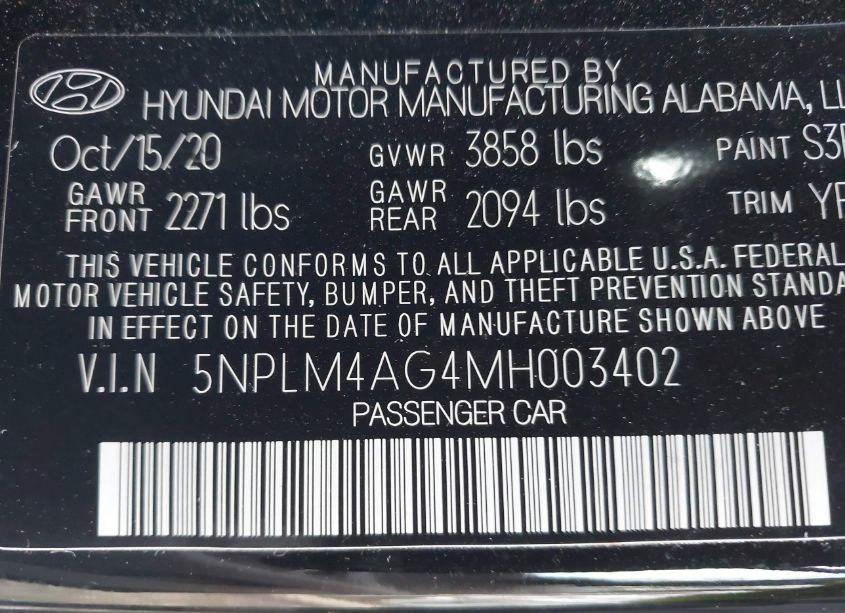 MANUFACTURED BY
HYUNDAI MOTOR MANUFACTURING ALABAMA, LL
Oct/15/20 GVWR 3858 lbs PAINT S3
GAWR FRONT 2271 lbs GAWR REAR 2094 lbs TRIM Y
THIS VEHICLE CONFORMS TO ALL APPLICABLE U.S.A. FEDERAL
MOTOR VEHICLE SAFETY, BUMPER, AND THEFT PREVENTION STANDA
IN EFFECT ON THE DATE OF MANUFACTURE SHOWN ABOVE
V.I.N 5NPLM4AG4MH003402
PASSENGER CAR